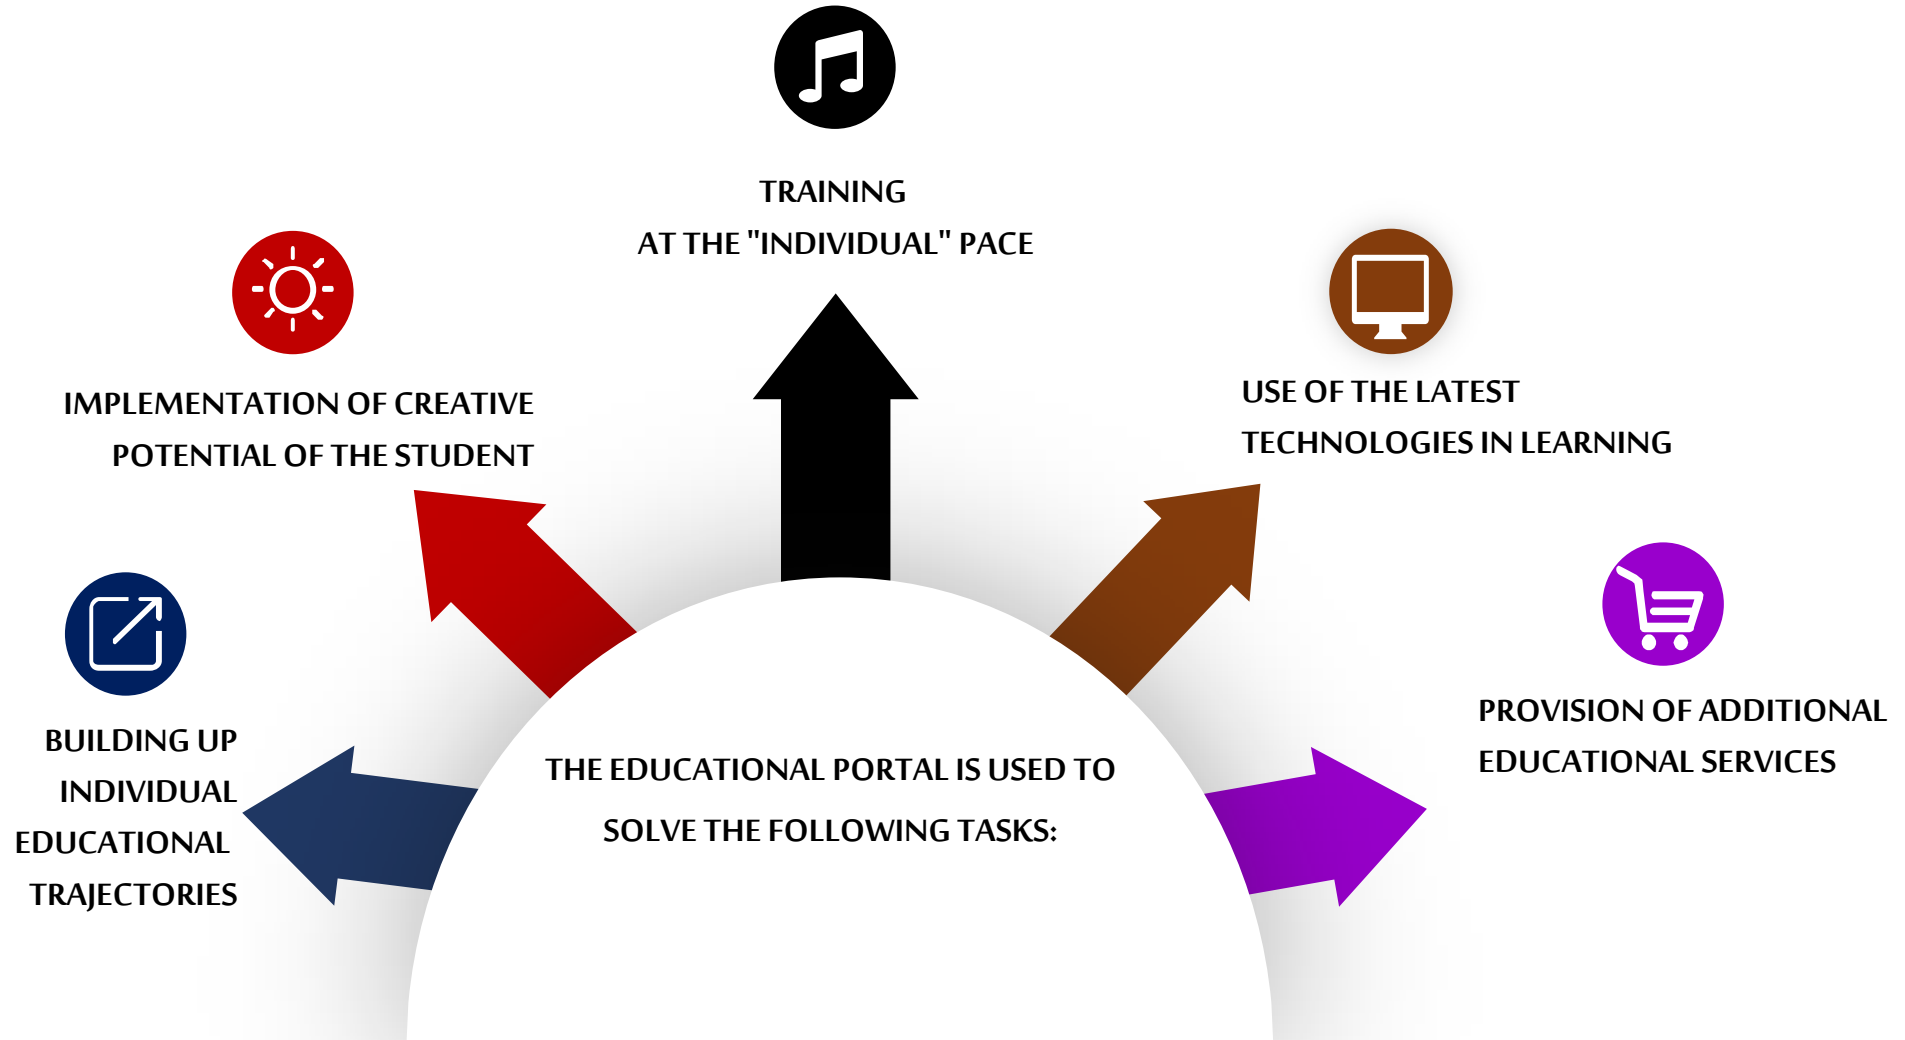 TRAINING
AT THE "INDIVIDUAL" PACE
IMPLEMENTATION OF CREATIVE
POTENTIAL OF THE STUDENT
USE OF THE LATEST
TECHNOLOGIES IN LEARNING
BUILDING UP
INDIVIDUAL
EDUCATIONAL
TRAJECTORIES
PROVISION OF ADDITIONAL
EDUCATIONAL SERVICES
THE EDUCATIONAL PORTAL IS USED TO
SOLVE THE FOLLOWING TASKS: